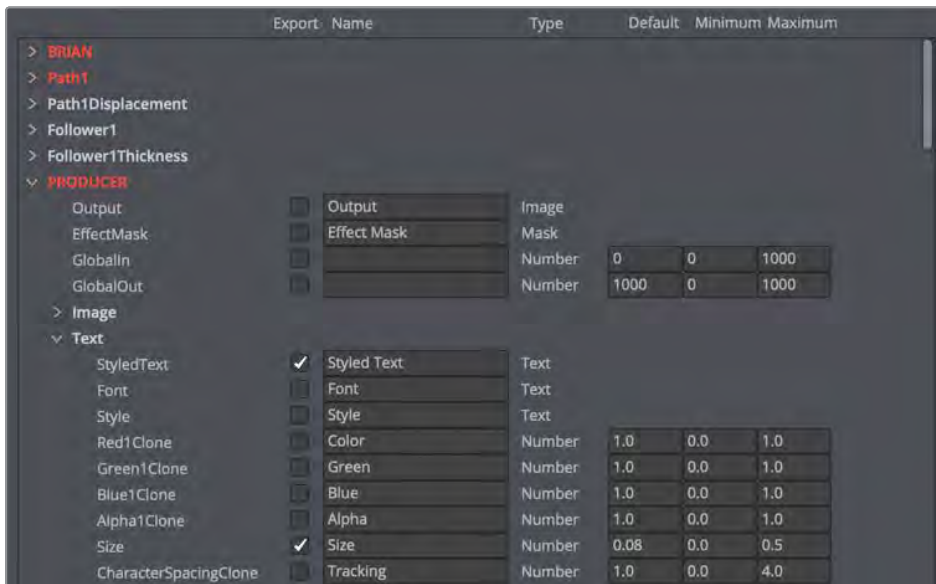 Export Name Type Default Minimum Maximum
> BRIAN
> Path1
> Path1Displacement
> Follower1
> Follower1Thickness
PRODUCER
Output Output Image
EffectMask Effect Mask Mask
GlobalIn Number 0 0 1000
GlobalOut Number 1000 0 1000
> Image
Text
StyledText Styled Text Text
Font Font Text
Style Style Text
Red1Clone Color Number 1.0 0.0 1.0
Green1Clone Green Number 1.0 0.0 1.0
Blue1Clone Blue Number 1.0 0.0 1.0
Alpha1Clone Alpha Number 1.0 0.0 1.0
Size Size Number 0.08 0.0 0.5
CharacterSpacingClone Tracking Number 1.0 0.0 4.0